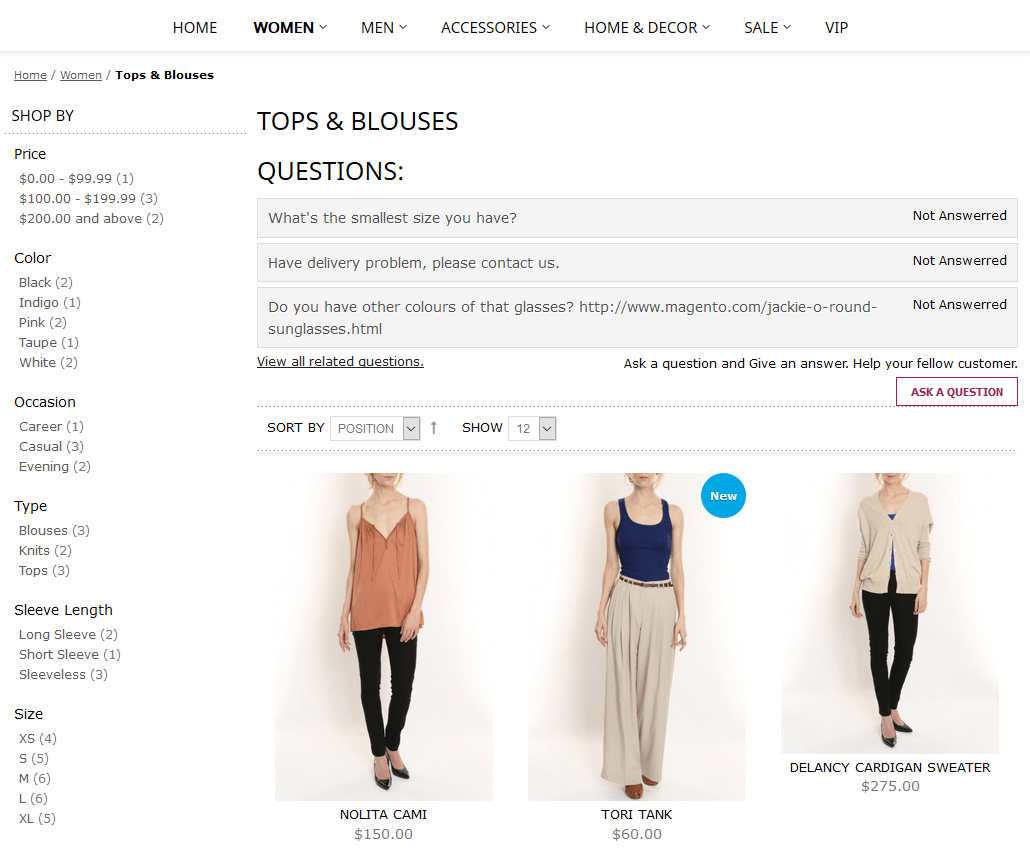 HOME WOMEN MEN ACCESSORIES HOME & DECOR SALE VIP
Home / Women / Tops & Blouses
SHOP BY
Price
$0.00 - $99.99 (1)
$100.00 - $199.99 (3)
$200.00 and above (2)
Color
Black (2)
Indigo (1)
Pink (2)
Taupe (1)
White (2)
Occasion
Career (1)
Casual (3)
Evening (2)
Type
Blouses (3)
Knits (2)
Tops (3)
Sleeve Length
Long Sleeve (2)
Short Sleeve (1)
Sleeveless (3)
Size
XS (4)
S (5)
M (6)
L (6)
XL (5)
TOPS & BLOUSES
QUESTIONS:
What's the smallest size you have? Not Answerred
Have delivery problem, please contact us. Not Answerred
Do you have other colours of that glasses? http://www.magento.com/jackie-o-round- Not Answerred
sunglasses.html
View all related questions. Ask a question and Give an answer. Help your fellow customer.
ASK A QUESTION
SORT BY POSITION SHOW 12
New
NOLITA CAMI
$150.00
TORI TANK
$60.00
DELANCY CARDIGAN SWEATER
$275.00